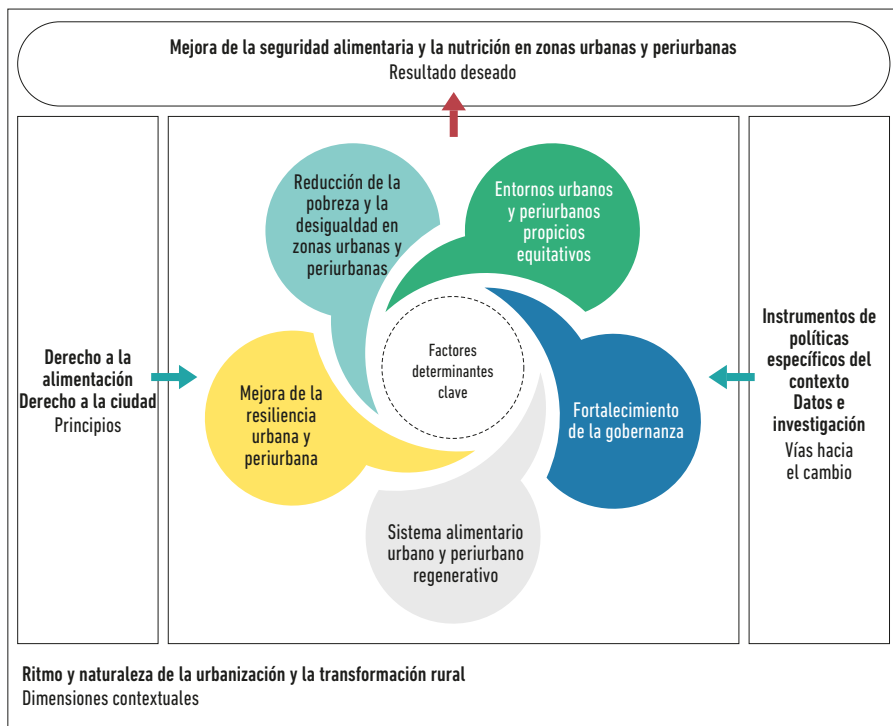 Mejora de la seguridad alimentaria y la nutrición en zonas urbanas y periurbanas
Resultado deseado
Derecho a la
alimentación
Derecho a la ciudad
Principios
Reducción de la
pobreza y la
desigualdad en
zonas urbanas y
periurbanas
Entornos urbanos
y periurbanos
propicios
equitativos
Mejora de la
resiliencia
urbana y
periurbana
Factores
determinantes
clave
Fortalecimiento
de la gobernanza
Sistema alimentario
urbano y periurbano
regenerativo
Instrumentos de
políticas
específicos del
contexto
Datos e
investigación
Vías hacia
el cambio
Ritmo y naturaleza de la urbanización y la transformación rural
Dimensiones contextuales